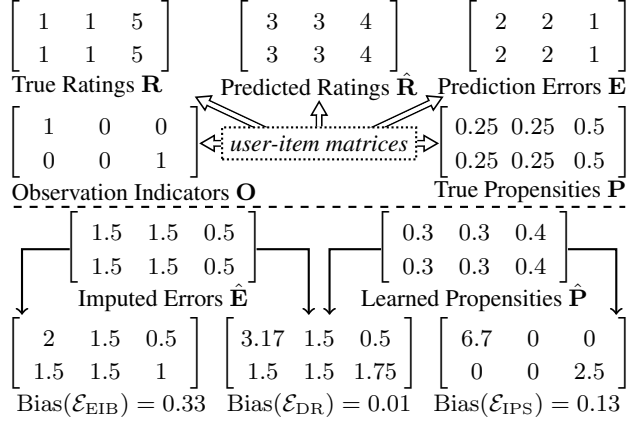 1 1 5 3 3 4 2 2 1
1 1 5 3 3 4 2 2 1
True Ratings R Predicted Ratings R̂ Prediction Errors E
1 0 0 user-item matrices 0.25 0.25 0.5
0 0 1 0.25 0.25 0.5
Observation Indicators O True Propensities P
1.5 1.5 0.5 0.3 0.3 0.4
1.5 1.5 0.5 0.3 0.3 0.4
Imputed Errors Ê Learned Propensities P̂
2 1.5 0.5 3.17 1.5 0.5 6.7 0 0
1.5 1.5 1 1.5 1.5 1.75 0 0 2.5
Bias(ℰ_EIB) = 0.33 Bias(ℰ_DR) = 0.01 Bias(ℰ_IPS) = 0.13